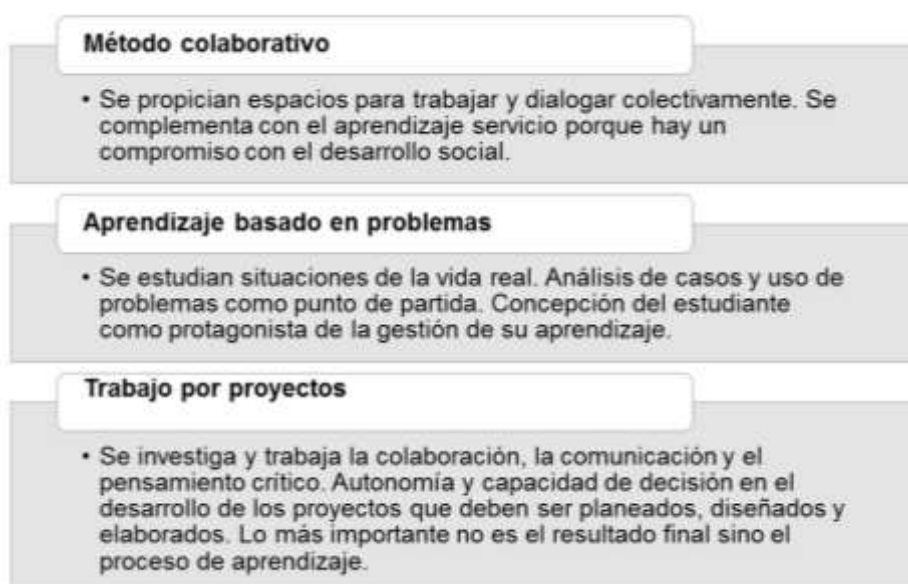 Método colaborativo
• Se propician espacios para trabajar y dialogar colectivamente. Se
complementa con el aprendizaje servicio porque hay un
compromiso con el desarrollo social.
Aprendizaje basado en problemas
• Se estudian situaciones de la vida real. Análisis de casos y uso de
problemas como punto de partida. Concepción del estudiante
como protagonista de la gestión de su aprendizaje.
Trabajo por proyectos
• Se investiga y trabaja la colaboración, la comunicación y el
pensamiento crítico. Autonomía y capacidad de decisión en el
desarrollo de los proyectos que deben ser planeados, diseñados y
elaborados. Lo más importante no es el resultado final sino el
proceso de aprendizaje.